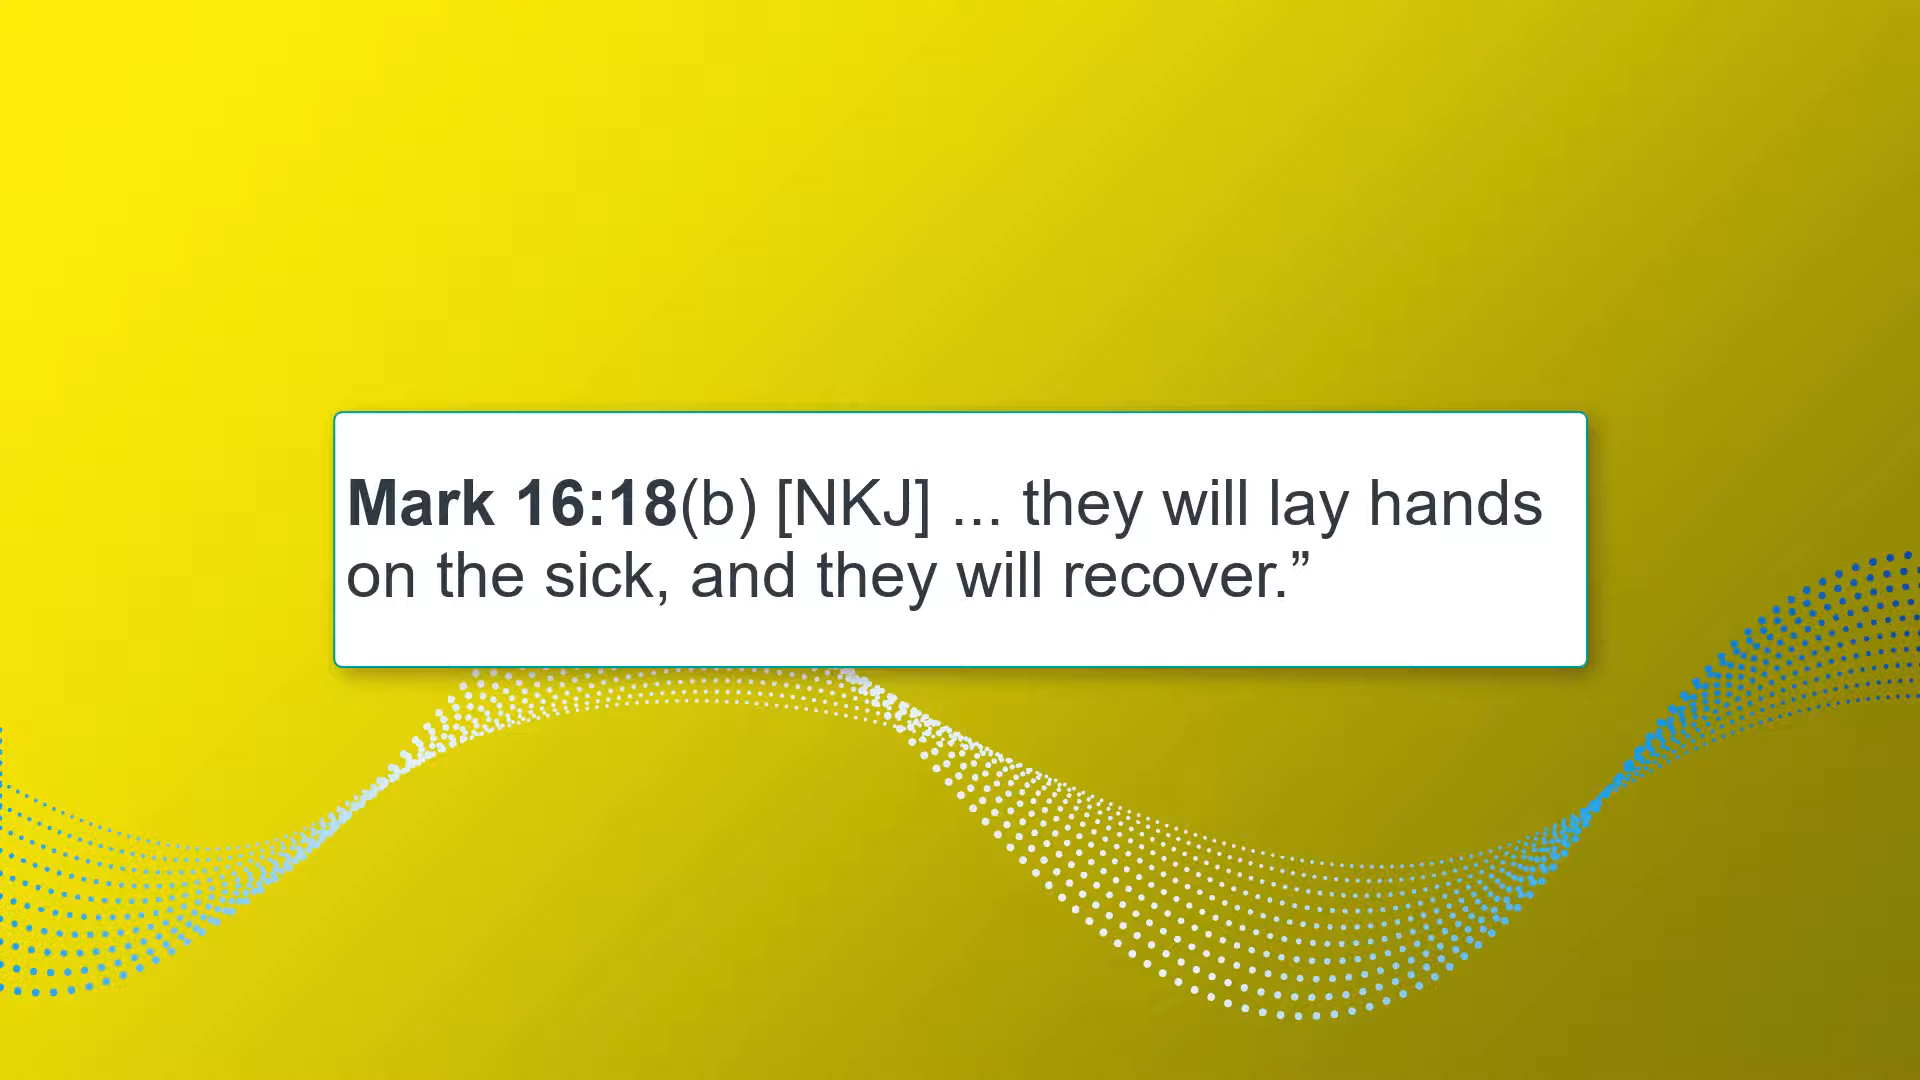 Mark 16:18(b) [NKJ] ... they will lay hands
on the sick, and they will recover.”